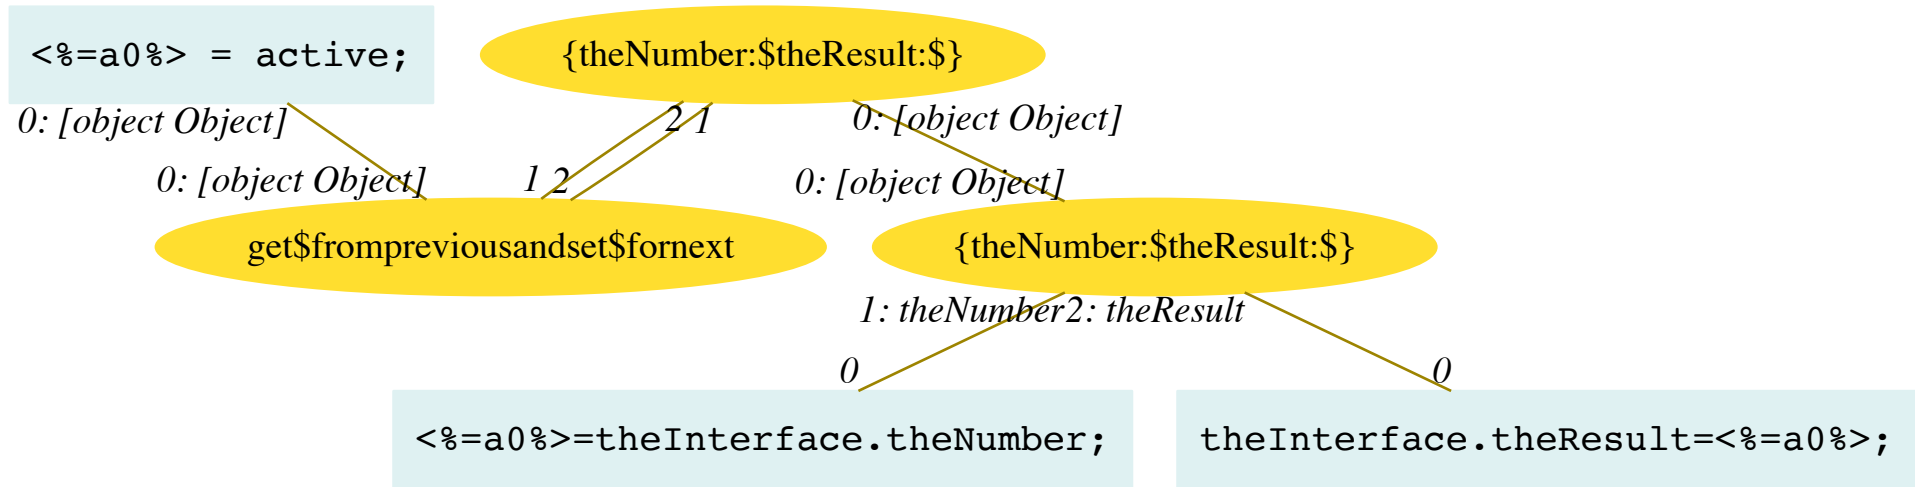 <%=a0%> = active;
{theNumber:$theResult:$}
0: [object Object]
2 1
0: [object Object]
0: [object Object]
1 2
0: [object Object]
get$frompreviousandset$fornext
{theNumber:$theResult:$}
1: theNumber2: theResult
0
0
<%=a0%>=theInterface.theNumber;
theInterface.theResult=<%=a0%>;